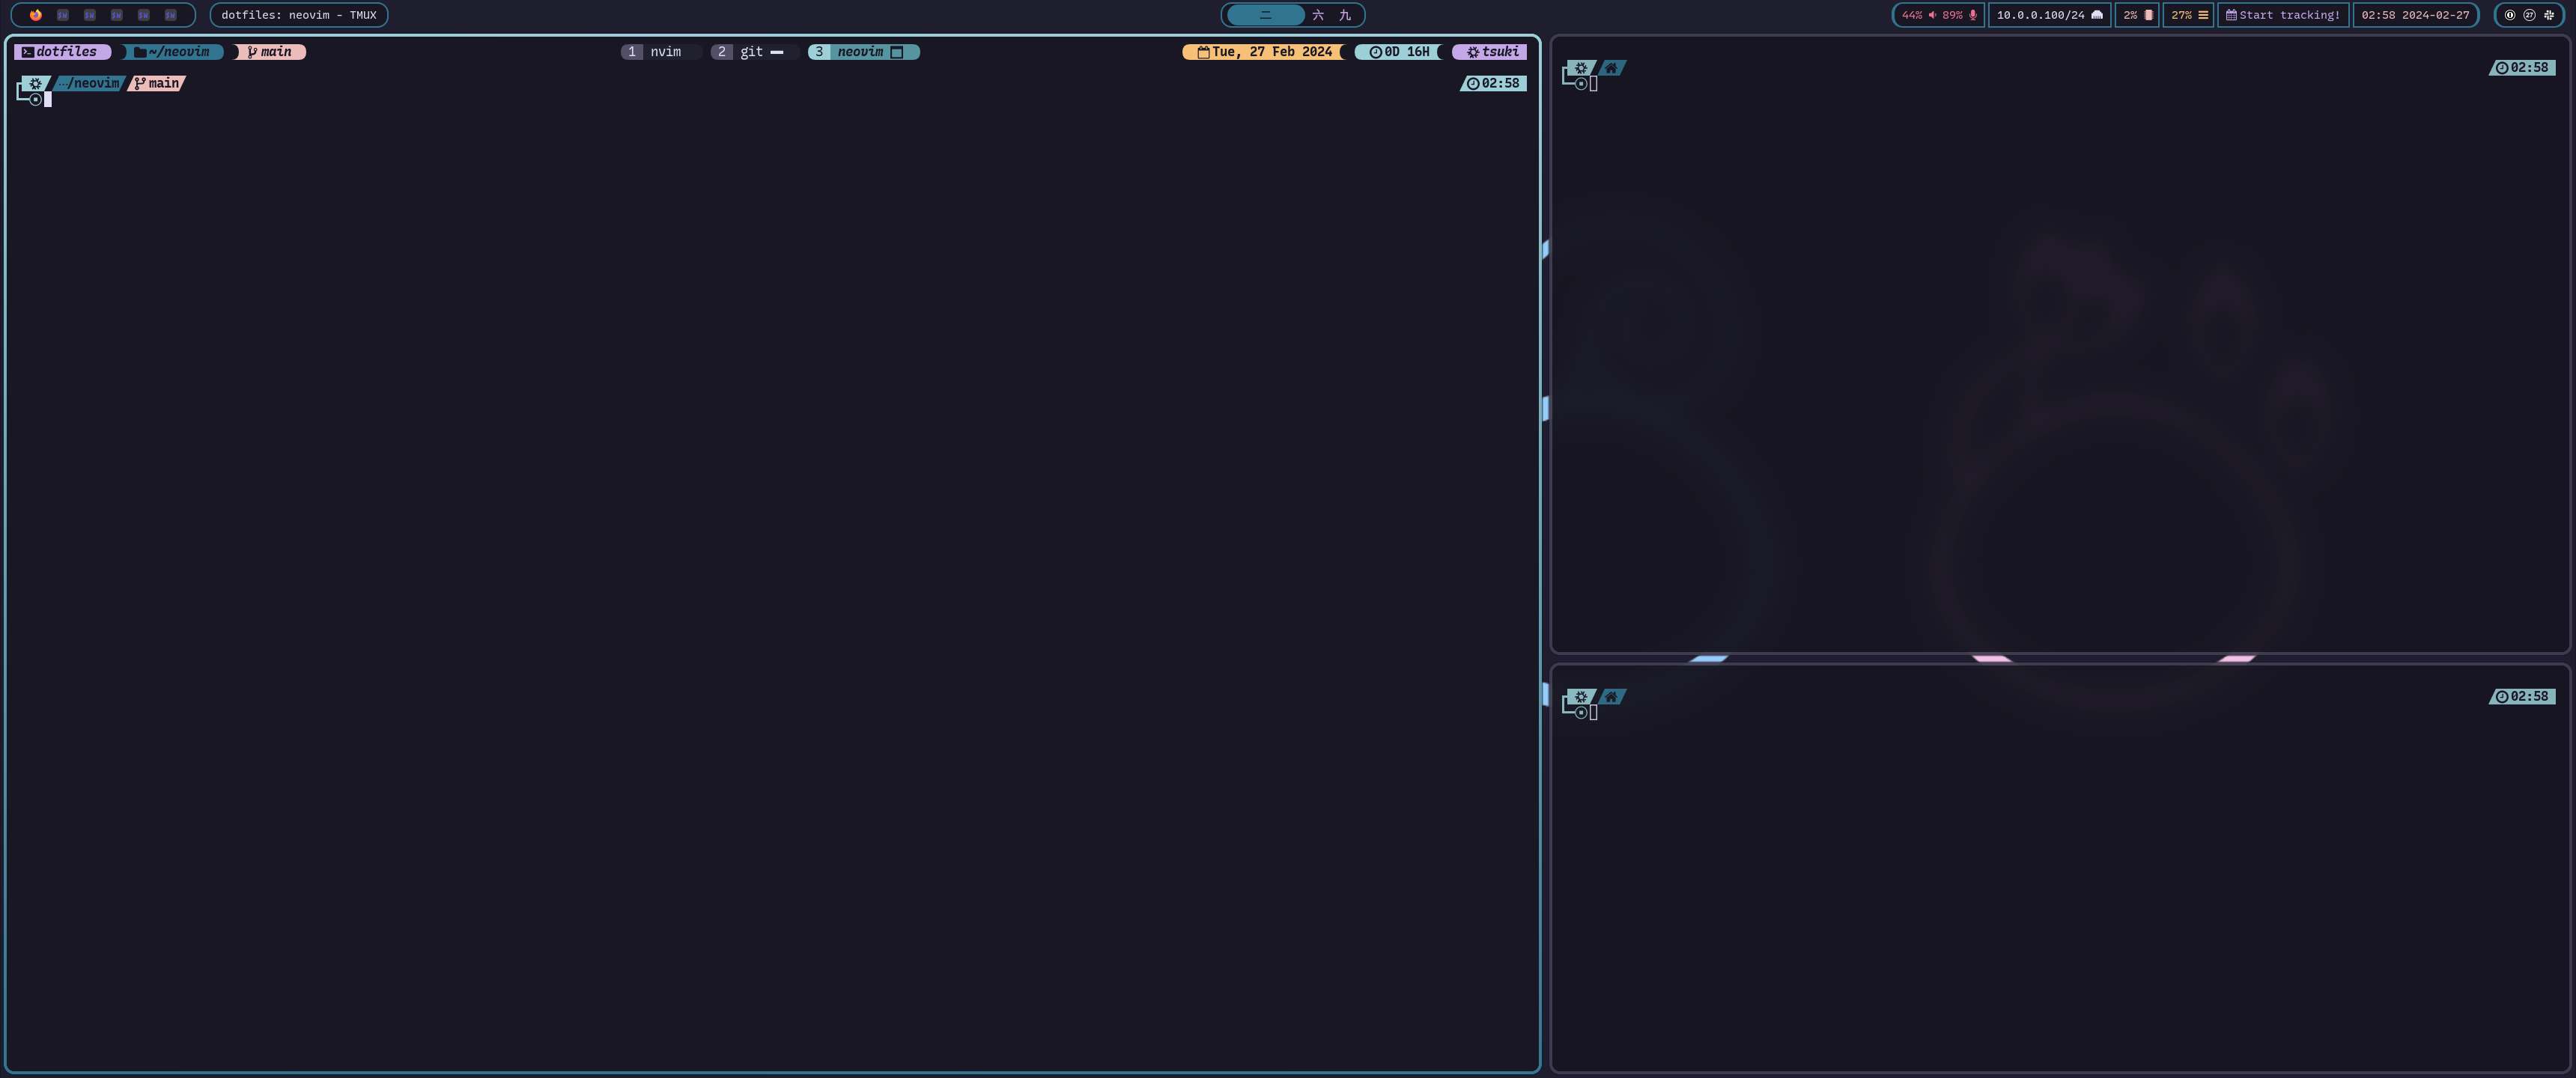 dotfiles: neovim - TMUX
二 六 九
44% 89% 10.0.0.100/24 2% 27% Start tracking! 02:58 2024-02-27 27
dotfiles ~/neovim main
1 nvim 2 git 3 neovim
Tue, 27 Feb 2024 0D 16H tsuki
…/neovim main 02:58
02:58
02:58